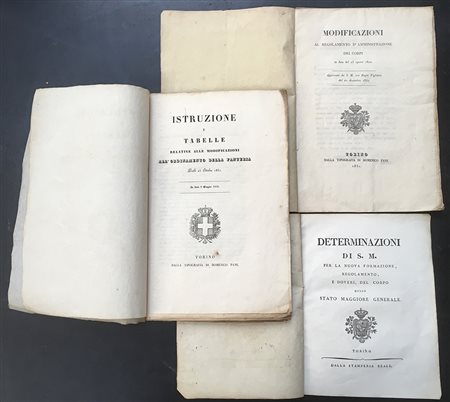 ISTRUZIONE
E
TABELLE
RELATIVE ALLE MODIFICAZIONI
ALL'ORDINAMENTO DELLA FANTERIA
TORINO
DALLA TIPOGRAFIA DI DOMENICO PANE
MODIFICAZIONI
AL REGOLAMENTO D'AMMINISTRAZIONE
DEI CORPI
TORINO
DALLA TIPOGRAFIA DI DOMENICO PANE
DETERMINAZIONI
DI S. M.
PER LA NUOVA FORMAZIONE,
REGOLAMENTO,
I DOVERI, DEL CORPO
DELLO
STATO MAGGIORE GENERALE.
TORINO
DALLA STAMPERIA REALE.